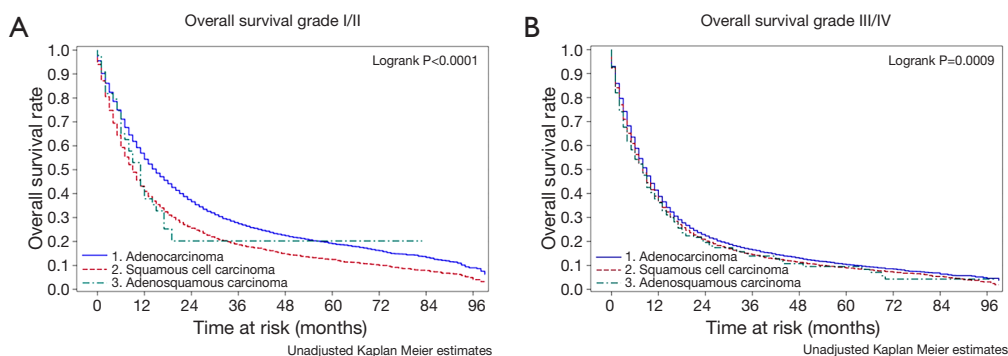 A
Overall survival grade I/II
Overall survival rate
1.0
0.9
0.8
0.7
0.6
0.5
0.4
0.3
0.2
0.1
0.0
Logrank P<0.0001
1. Adenocarcinoma
2. Squamous cell carcinoma
3. Adenosquamous carcinoma
0 12 24 36 48 60 72 84 96
Time at risk (months)
Unadjusted Kaplan Meier estimates
B
Overall survival grade III/IV
Overall survival rate
1.0
0.9
0.8
0.7
0.6
0.5
0.4
0.3
0.2
0.1
0.0
Logrank P=0.0009
1. Adenocarcinoma
2. Squamous cell carcinoma
3. Adenosquamous carcinoma
0 12 24 36 48 60 72 84 96
Time at risk (months)
Unadjusted Kaplan Meier estimates